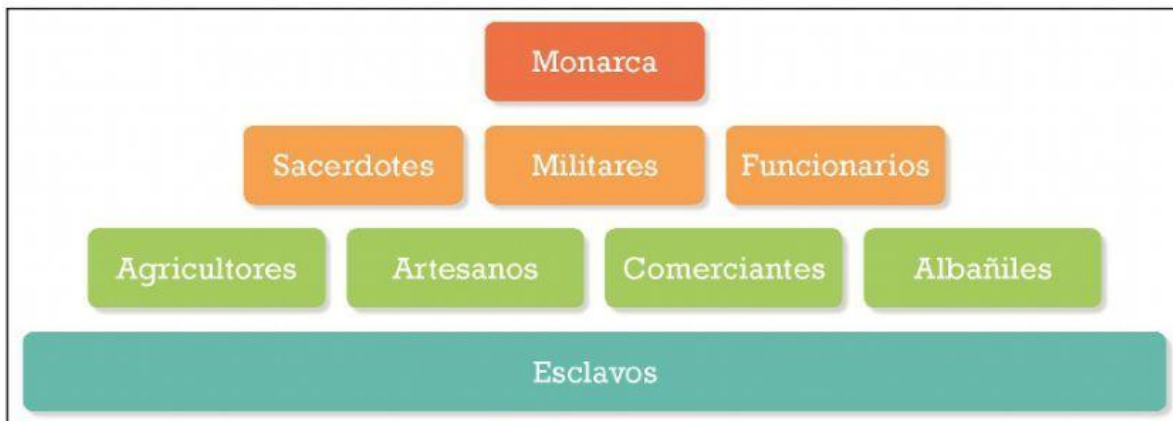 Monarca
Sacerdotes Militares Funcionarios
Agricultores Artesanos Comerciantes Albañiles
Esclavos